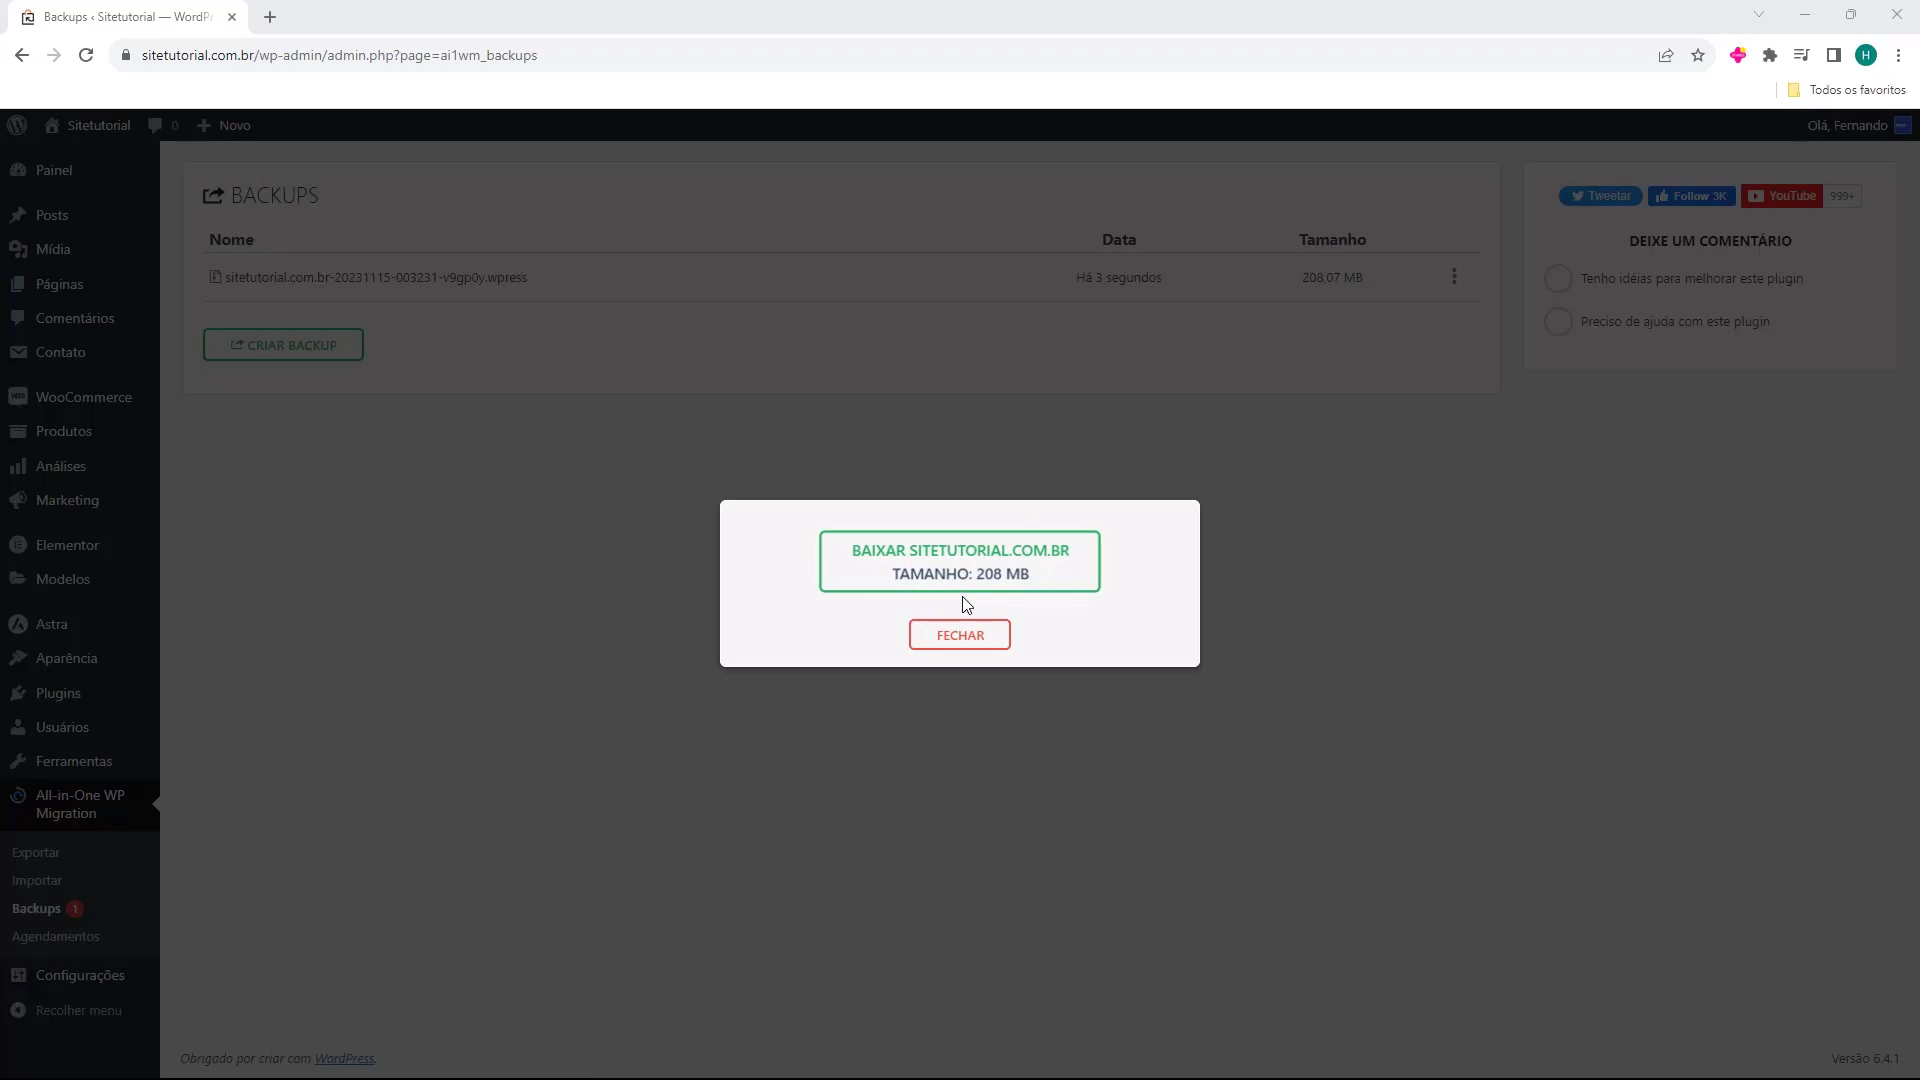 Backups ‹ Sitetutorial — WordPr
sitetutorial.com.br/wp-admin/admin.php?page=ai1wm_backups
H
Todos os favoritos
Sitetutorial
0
Novo
Olá, Fernando
Painel
Posts
Mídia
Páginas
Comentários
Contato
WooCommerce
Produtos
Análises
Marketing
Elementor
Modelos
Astra
Aparência
Plugins
Usuários
Ferramentas
All-in-One WP
Migration
Exportar
Importar
Backups 1
Agendamentos
Configurações
Recolher menu
BACKUPS
Nome Data Tamanho
sitetutorial.com.br-20231115-003231-v9gp0y.wpress Há 3 segundos 208,07 MB
CRIAR BACKUP
Tweetar Follow 3K YouTube 999+
DEIXE UM COMENTÁRIO
Tenho idéias para melhorar este plugin
Preciso de ajuda com este plugin
BAIXAR SITETUTORIAL.COM.BR
TAMANHO: 208 MB
FECHAR
Obrigado por criar com WordPress.
Versão 6.4.1